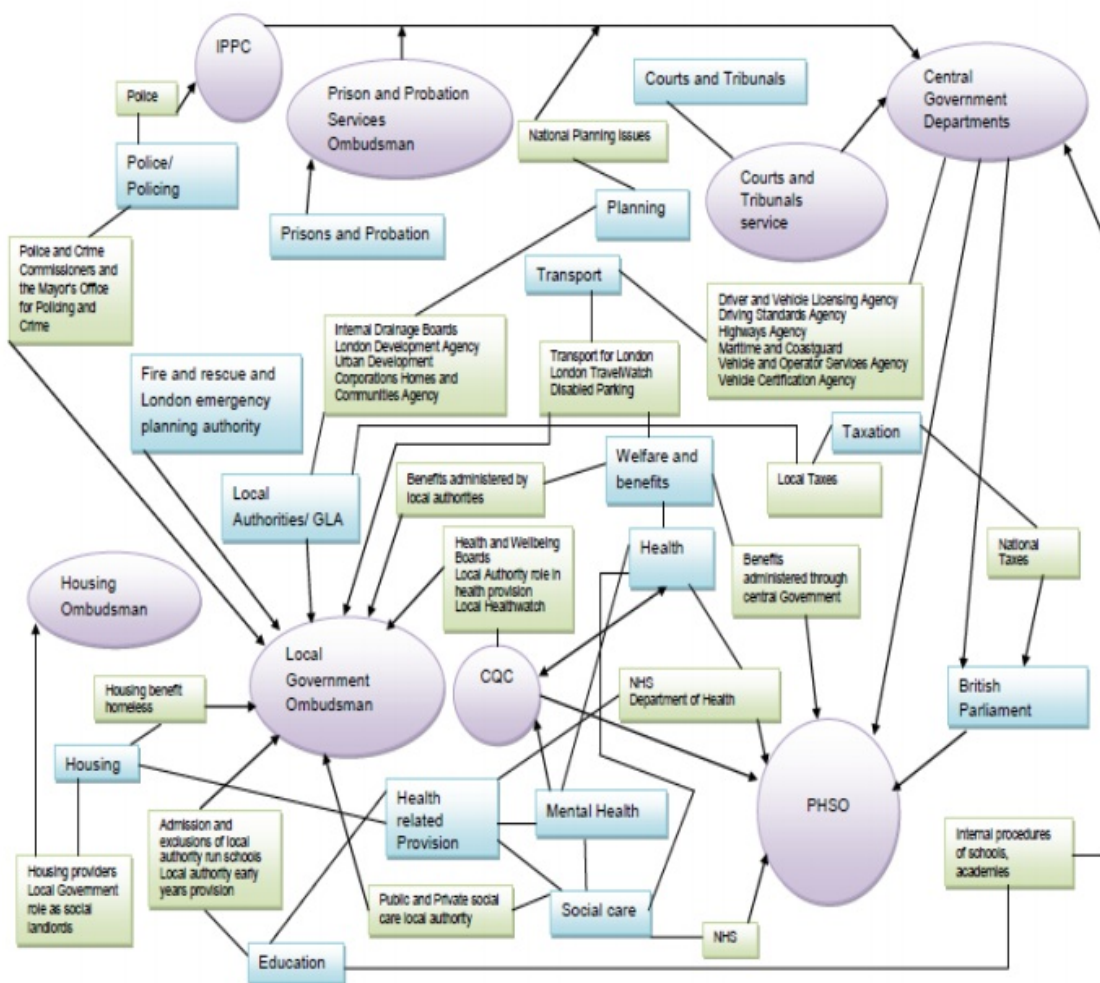 IPPC
Police
Police/
Policing
Police and Crime
Commissioners and
the Mayor's Office
for Policing and
Crime
Prison and Probation
Services
Ombudsman
Prisons and Probation
National Planning Issues
Planning
Courts and Tribunals
Courts and
Tribunals
service
Central
Government
Departments
Transport
Internal Drainage Boards
London Development Agency
Urban Development
Corporations Homes and
Communities Agency
Transport for London
London TravelWatch
Disabled Parking
Driver and Vehicle Licensing Agency
Driving Standards Agency
Highways Agency
Maritime and Coastguard
Vehicle and Operator Services Agency
Vehicle Certification Agency
Fire and rescue and
London emergency
planning authority
Local
Authorities/ GLA
Benefits administered by
local authorities
Welfare and
benefits
Local Taxes
Taxation
National
Taxes
Health and Wellbeing
Boards
Local Authority role in
health provision
Local Healthwatch
Health
Benefits
administered through
central Government
Housing
Ombudsman
Local
Government
Ombudsman
CQC
NHS
Department of Health
British
Parliament
Housing benefit
homeless
Housing
Health
related
Provision
Mental Health
PHSO
Admission and
exclusions of local
authority run schools
Local authority early
years provision
Internal procedures
of schools,
academies
Housing providers
Local Government
role as social
landlords
Public and Private social
care local authority
Social care
NHS
Education